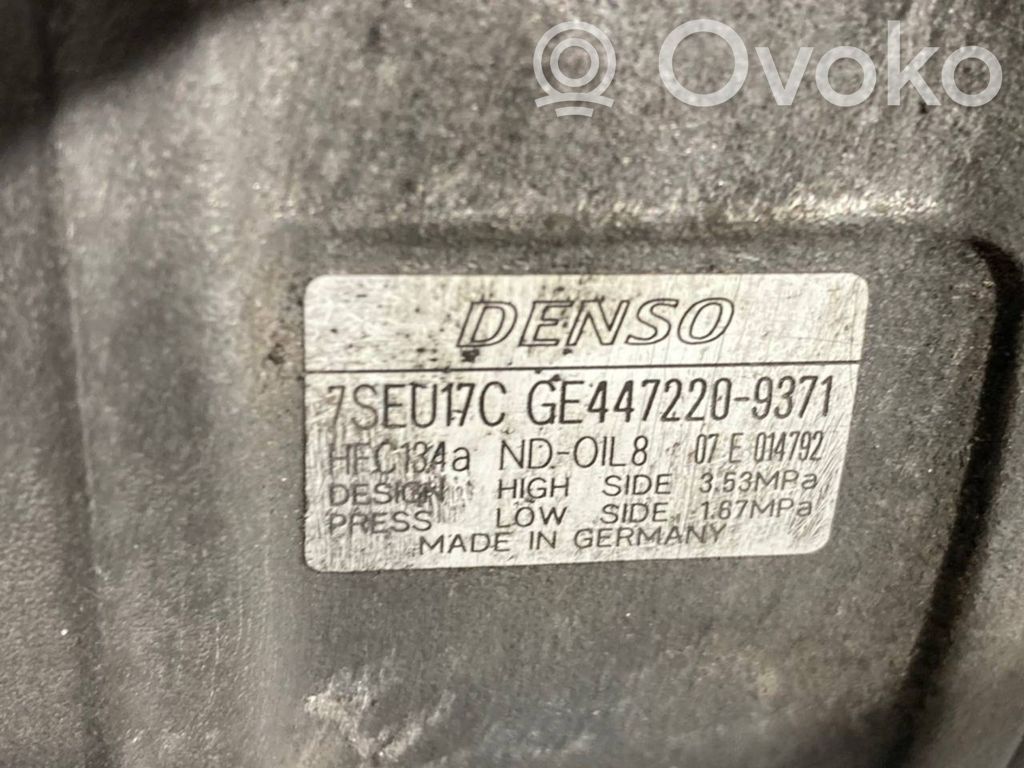 Ovoko
DENSO
7SEU17C GE447220-9371
HFC134a ND-OIL8 07 E 014792
DESIGN HIGH SIDE 3.53MPa
PRESS LOW SIDE 1.67MPa
MADE IN GERMANY